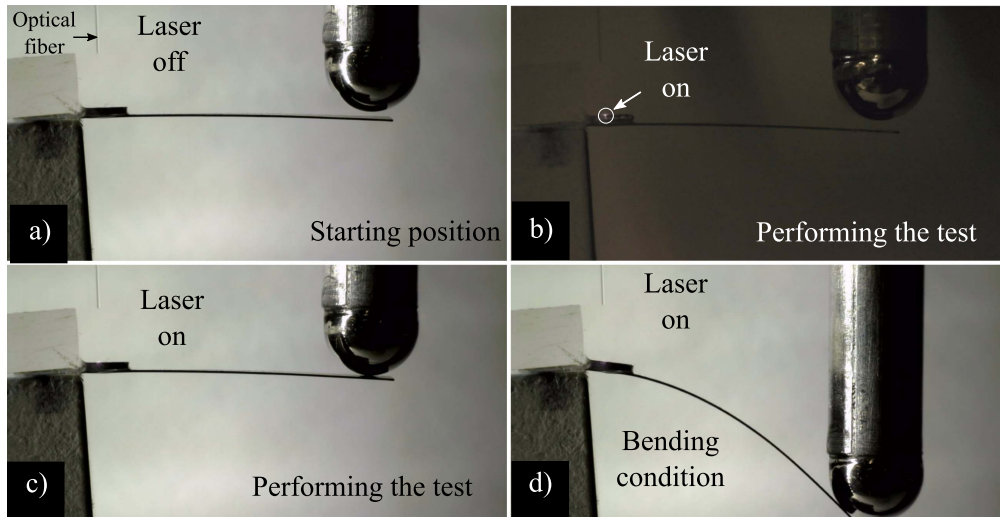 Optical
fiber
Laser
off
a)
Starting position
Laser
on
b)
Performing the test
Laser
on
c)
Performing the test
Laser
on
Bending
condition
d)